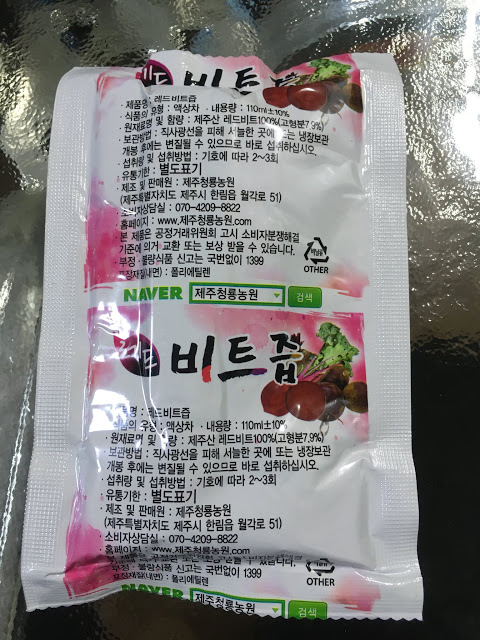 레드 비트즙
· 제품명 : 레드비트즙
· 식품의 유형 : 액상차 · 내용량 : 110ml±10%
· 원재료명 및 함량 : 제주산 레드비트100%(고형분7.9%)
· 보관방법 : 직사광선을 피해 서늘한 곳에 또는 냉장보관
개봉 후에는 변질될 수 있으므로 바로 섭취하십시오.
· 섭취량 및 섭취방법 : 기호에 따라 2~3회
· 유통기한 : 별도표기
· 제조 및 판매원 : 제주청룡농원
(제주특별자치도 제주시 한림읍 월각로 51)
· 소비자상담실 : 070-4209-8822
· 홈페이지 : www.제주청룡농원.com
· 본 제품은 공정거래위원회 고시 소비자분쟁해결
기준에 의거 교환 또는 보상 받을 수 있습니다.
· 부정 · 불량식품 신고는 국번없이 1399
포장재질(내면) : 폴리에틸렌
OTHER
NAVER 제주청룡농원 검색
레드 비트즙
제품명 : 레드비트즙
식품의 유형 : 액상차 · 내용량 : 110ml±10%
· 원재료명 및 함량 : 제주산 레드비트100%(고형분7.9%)
· 보관방법 : 직사광선을 피해 서늘한 곳에 또는 냉장보관
개봉 후에는 변질될 수 있으므로 바로 섭취하십시오.
· 섭취량 및 섭취방법 : 기호에 따라 2~3회
· 유통기한 : 별도표기
· 제조 및 판매원 : 제주청룡농원
(제주특별자치도 제주시 한림읍 월각로 51)
· 소비자상담실 : 070-4209-8822
· 홈페이지 : www.제주청룡농원.com
· 부정 · 불량식품 신고는 국번없이 1399
포장재질(내면) : 폴리에틸렌
OTHER
NAVER 제주청룡농원 검색